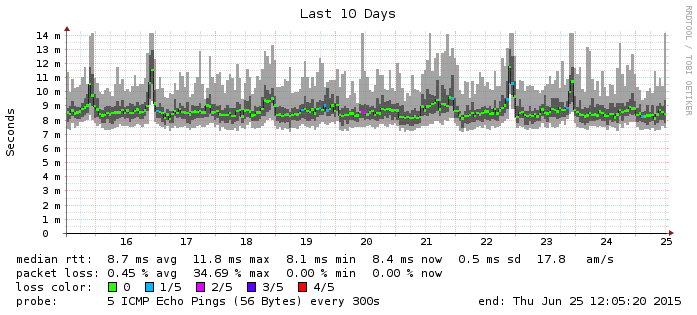 Last 10 Days
RRDTOOL / TOBI OETIKER
Seconds
14 m
13 m
12 m
11 m
10 m
9 m
8 m
7 m
6 m
5 m
4 m
3 m
2 m
1 m
0
16 17 18 19 20 21 22 23 24 25
median rtt: 8.7 ms avg 11.8 ms max 8.1 ms min 8.4 ms now 0.5 ms sd 17.8 am/s
packet loss: 0.45 % avg 34.69 % max 0.00 % min 0.00 % now
loss color: 0 1/5 2/5 3/5 4/5
probe: 5 ICMP Echo Pings (56 Bytes) every 300s end: Thu Jun 25 12:05:20 2015